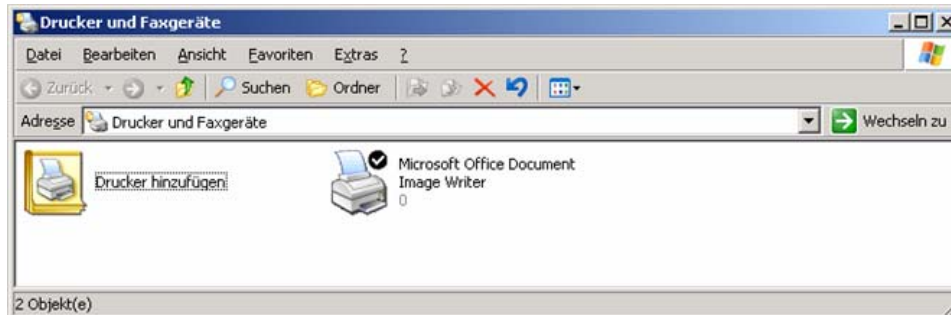 Drucker und Faxgeräte
Datei Bearbeiten Ansicht Favoriten Extras ?
Zurück Suchen Ordner
Adresse Drucker und Faxgeräte Wechseln zu
Drucker hinzufügen
Microsoft Office Document
Image Writer
0
2 Objekt(e)